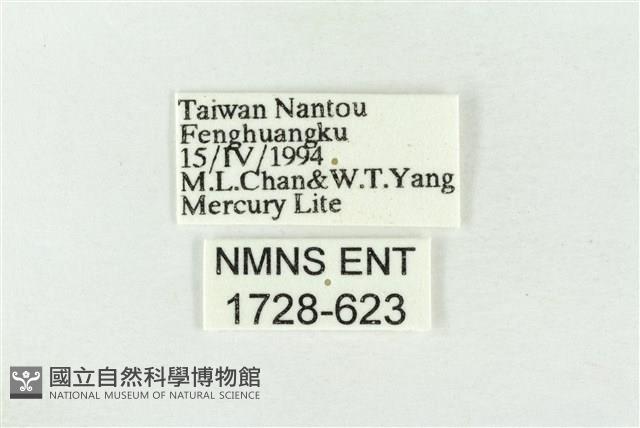 Taiwan Nantou
Fenghuangku
15/IV/1994
M.L.Chan&W.T.Yang
Mercury Lite
NMNS ENT
1728-623
國立自然科學博物館
NATIONAL MUSEUM OF NATURAL SCIENCE